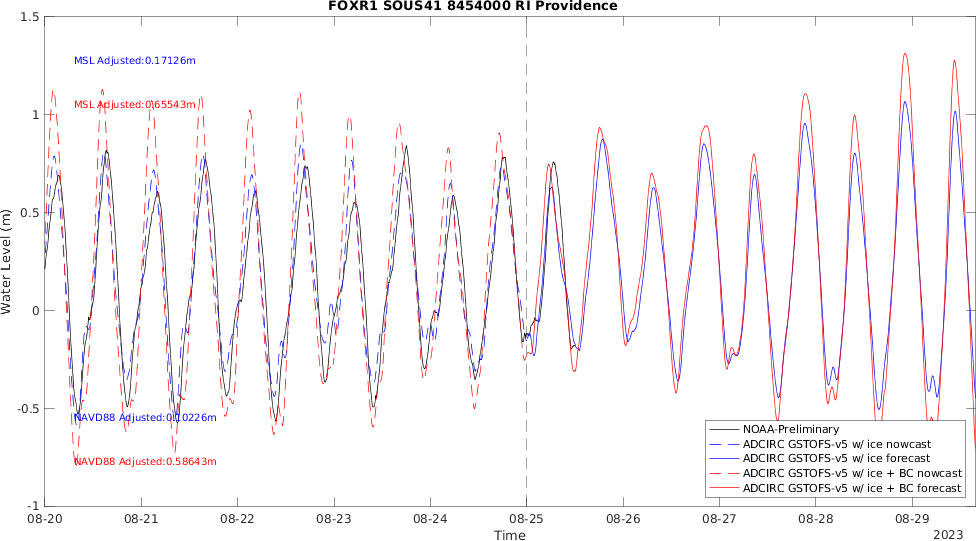 FOXR1 SOUS41 8454000 RI Providence
1.5
MSL Adjusted:0.17126m
MSL Adjusted:0.65543m
1
0.5
Water Level (m)
0
-0.5
NAVD88 Adjusted:0.10226m
NAVD88 Adjusted:0.58643m
NOAA-Preliminary
ADCIRC GSTOFS-v5 w/ ice nowcast
ADCIRC GSTOFS-v5 w/ ice forecast
ADCIRC GSTOFS-v5 w/ ice + BC nowcast
ADCIRC GSTOFS-v5 w/ ice + BC forecast
-1
08-20 08-21 08-22 08-23 08-24 08-25 08-26 08-27 08-28 08-29
Time
2023